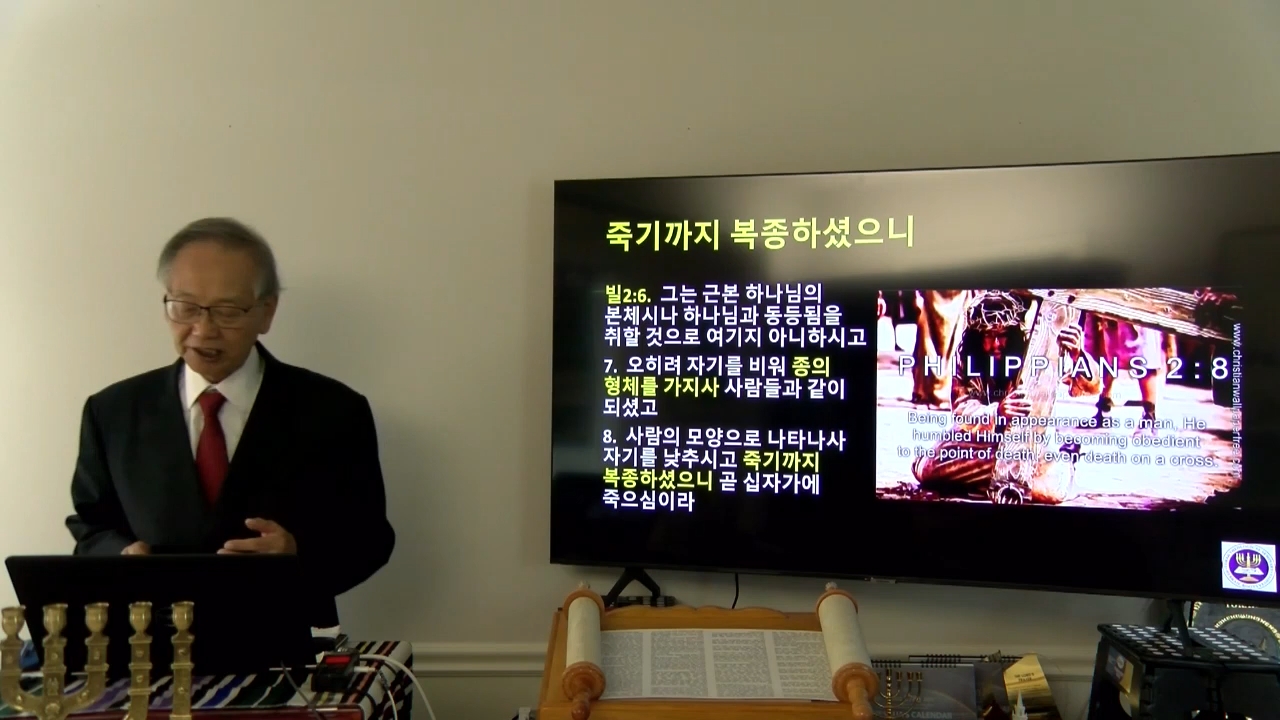 죽기까지 복종하셨으니
빌2:6. 그는 근본 하나님의
본체시나 하나님과 동등됨을
취할 것으로 여기지 아니하시고
7. 오히려 자기를 비워 종의
형체를 가지사 사람들과 같이
되셨고
8. 사람의 모양으로 나타나사
자기를 낮추시고 죽기까지
복종하셨으니 곧 십자가에
죽으심이라
PHILIPPIANS 2:8
Being found in appearance as a man, He
humbled Himself by becoming obedient
to the point of death, even death on a cross.
CALENDAR